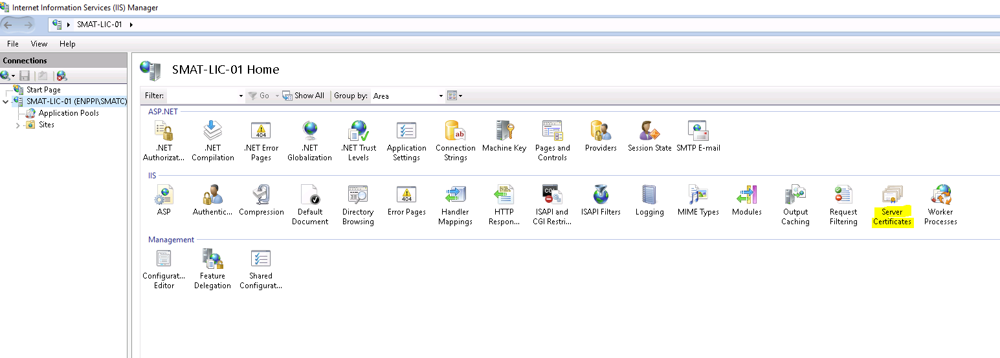 Internet Information Services (IIS) Manager
SMAT-LIC-01
File View Help
Connections
Start Page
SMAT-LIC-01 (ENPPI\SMATC)
Application Pools
Sites
SMAT-LIC-01 Home
Filter: Go Show All Group by: Area
ASP.NET
.NET Authorizat...
.NET Compilation
.NET Error Pages
.NET Globalization
.NET Trust Levels
Application Settings
Connection Strings
Machine Key
Pages and Controls
Providers
Session State
SMTP E-mail
IIS
ASP
Authentic...
Compression
Default Document
Directory Browsing
Error Pages
Handler Mappings
HTTP Respon...
ISAPI and CGI Restri...
ISAPI Filters
Logging
MIME Types
Modules
Output Caching
Request Filtering
Server Certificates
Worker Processes
Management
Configurat... Editor
Feature Delegation
Shared Configurat...